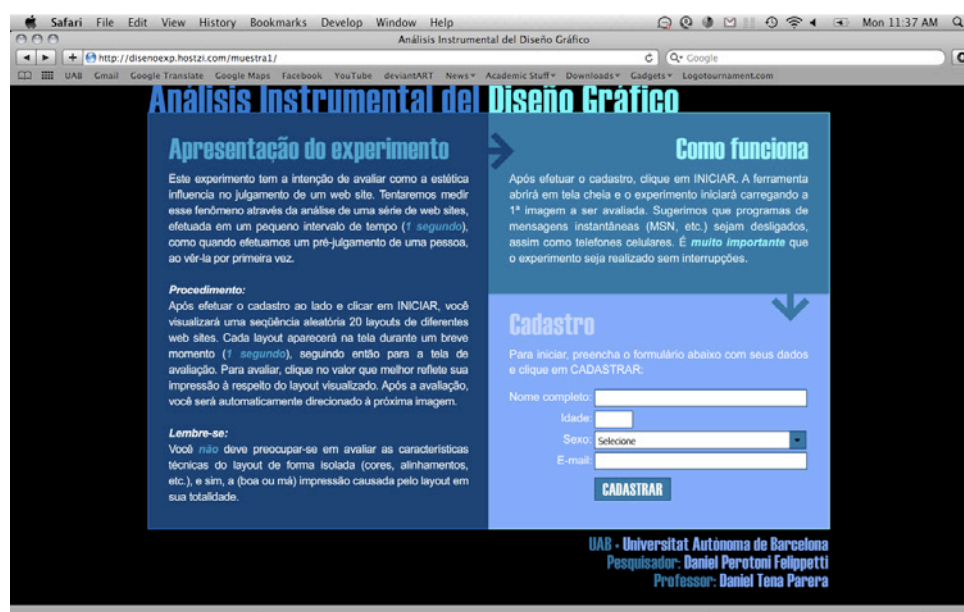 Safari File Edit View History Bookmarks Develop Window Help Mon 11:37 AM
Análisis Instrumental del Diseño Gráfico
http://disenoexp.hostzi.com/muestra1/
Google
UAB Gmail Google Translate Google Maps Facebook YouTube deviantART News Academic Stuff Downloads Gadgets Logotournament.com
Análisis Instrumental del Diseño Gráfico
Apresentação do experimento
Este experimento tem a intenção de avaliar como a estética
influencia no julgamento de um web site. Tentaremos medir
esse fenômeno através da análise de uma série de web sites,
efetuada em um pequeno intervalo de tempo (1 segundo),
como quando efetuamos um pré-julgamento de uma pessoa,
ao vêr-la por primeira vez.
Procedimento:
Após efetuar o cadastro ao lado e clicar em INICIAR, você
visualizará uma seqüência aleatória 20 layouts de diferentes
web sites. Cada layout aparecerá na tela durante um breve
momento (1 segundo), seguindo então para a tela de
avaliação. Para avaliar, clique no valor que melhor reflete sua
impressão à respeito do layout visualizado. Após a avaliação,
você será automaticamente direcionado à próxima imagem.
Lembre-se:
Você não deve preocupar-se em avaliar as características
técnicas do layout de forma isolada (cores, alinhamentos,
etc.), e sim, a (boa ou má) impressão causada pelo layout em
sua totalidade.
Como funciona
Após efetuar o cadastro, clique em INICIAR. A ferramenta
abrirá em tela cheia e o experimento iniciará carregando a
1ª imagem a ser avaliada. Sugerimos que programas de
mensagens instantâneas (MSN, etc.) sejam desligados,
assim como telefones celulares. É muito importante que
o experimento seja realizado sem interrupções.
Cadastro
Para iniciar, preencha o formulário abaixo com seus dados
e clique em CADASTRAR:
Nome completo:
Idade:
Sexo: Selecione
E-mail:
CADASTRAR
UAB - Universitat Autònoma de Barcelona
Pesquisador: Daniel Perotoni Felippetti
Professor: Daniel Tena Parera